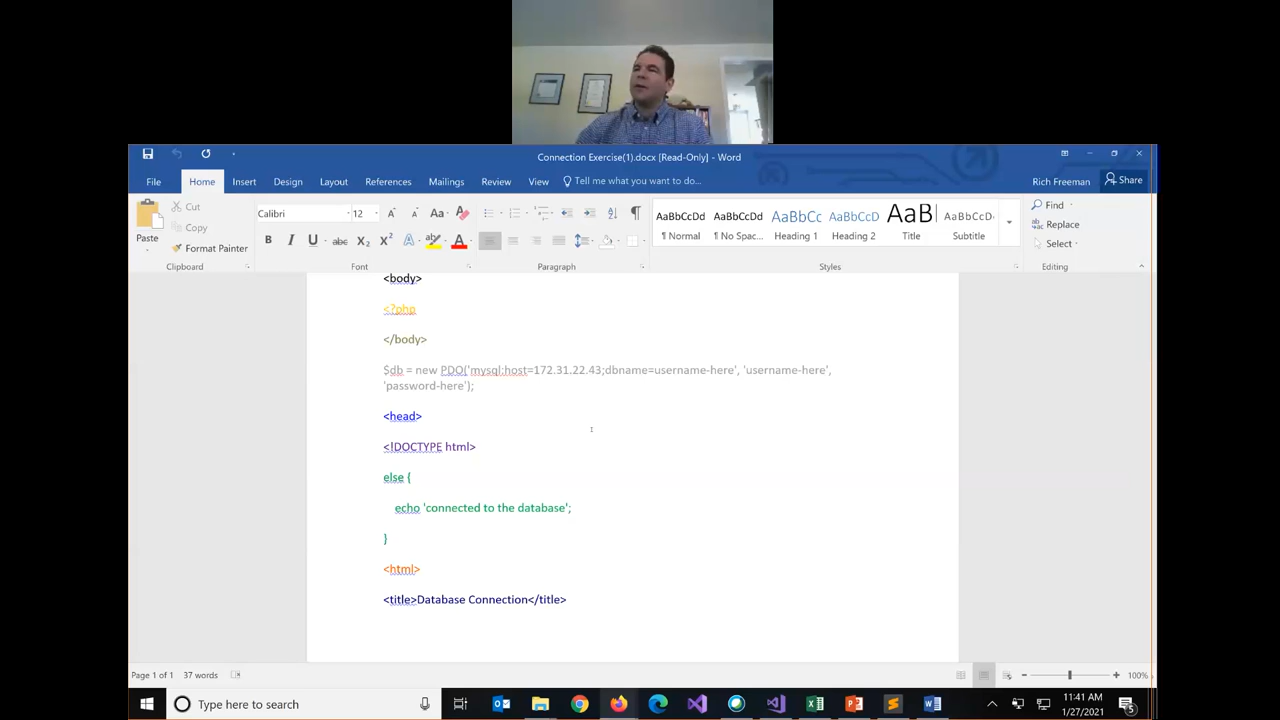 Connection Exercise(1).docx [Read-Only] - Word
File Home Insert Design Layout References Mailings Review View Tell me what you want to do... Rich Freeman Share
Paste
Cut
Copy
Format Painter
Clipboard
Calibri 12
Font
Paragraph
AaBbCcDd AaBbCcDd AaBbCc AaBbCcD AaB AaBbCcD
¶ Normal ¶ No Spac... Heading 1 Heading 2 Title Subtitle
Styles
Find
Replace
Select
Editing
<body>
<?php
</body>
$db = new PDO('mysql:host=172.31.22.43;dbname=username-here', 'username-here',
'password-here');
<head>
<!DOCTYPE html>
else {
echo 'connected to the database';
}
<html>
<title>Database Connection</title>
Page 1 of 1 37 words 100%
Type here to search
11:41 AM
1/27/2021
5